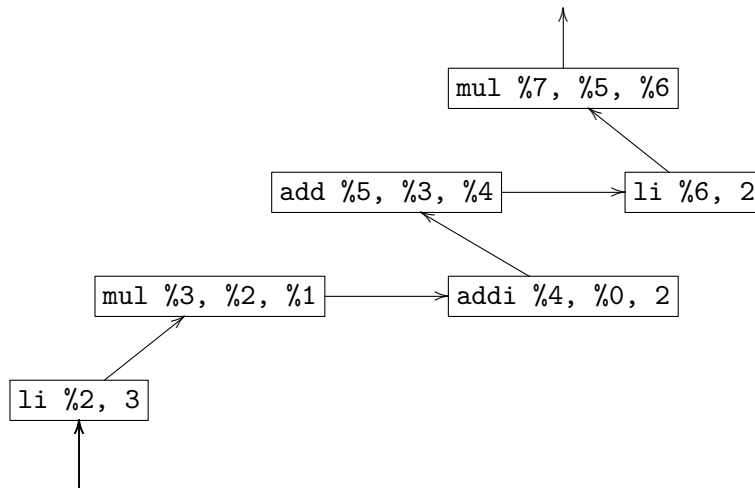 mul %7, %5, %6
add %5, %3, %4
li %6, 2
mul %3, %2, %1
addi %4, %0, 2
li %2, 3